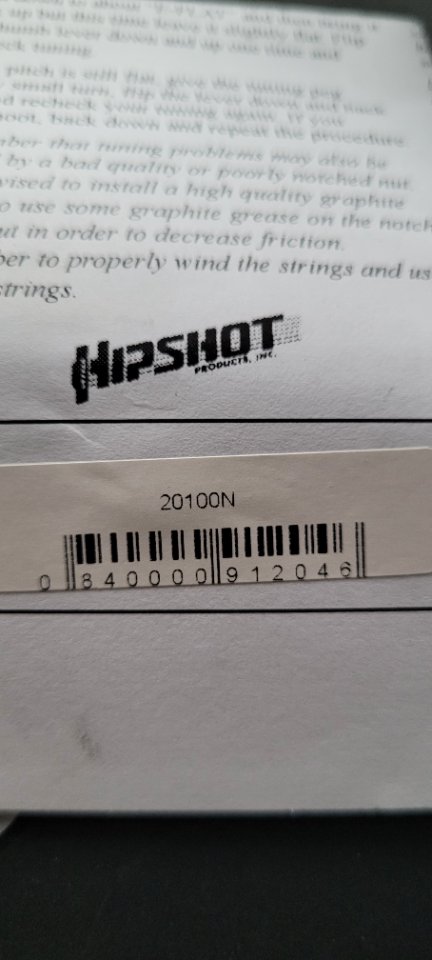 up but this time leave it slightly flat. Flip
thumb lever down and up one time and
ck tuning.
pitch is still flat, give the tuning peg
small turn, flip the lever down and back
d recheck your tuning again. If you
oot, back down and repeat the procedure.
ber that tuning problems may also be
by a bad quality or poorly notched nut.
vised to install a high quality graphite
o use some graphite grease on the notch
ut in order to decrease friction.
ber to properly wind the strings and us
strings.
HIPSHOT
PRODUCTS, INC.
20100N
0 840000 912046